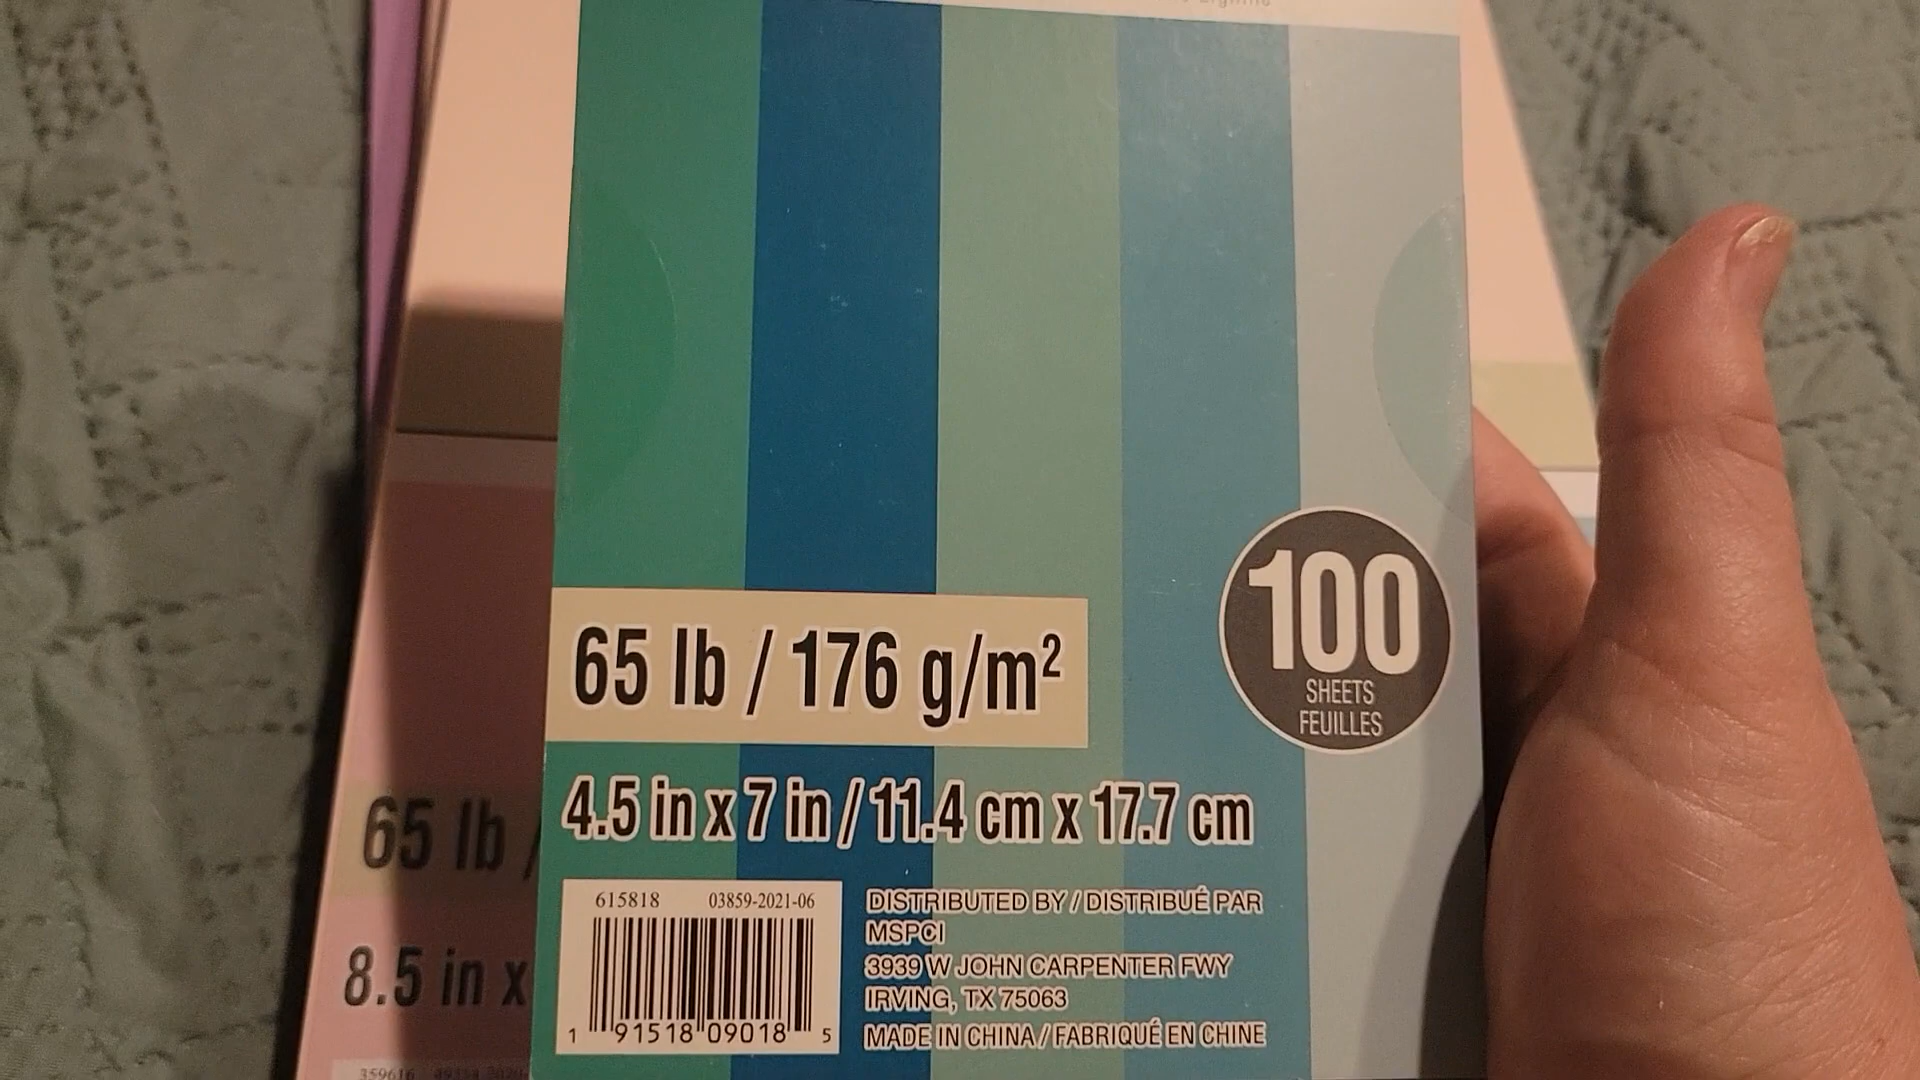 65 lb / 176 g/m²
100
SHEETS
FEUILLES
4.5 in x 7 in / 11.4 cm x 17.7 cm
615818 03859-2021-06
1 91518 09018 5
DISTRIBUTED BY / DISTRIBUÉ PAR
MSPCI
3939 W JOHN CARPENTER FWY
IRVING, TX 75063
MADE IN CHINA / FABRIQUÉ EN CHINE
65 lb /
8.5 in x
359616